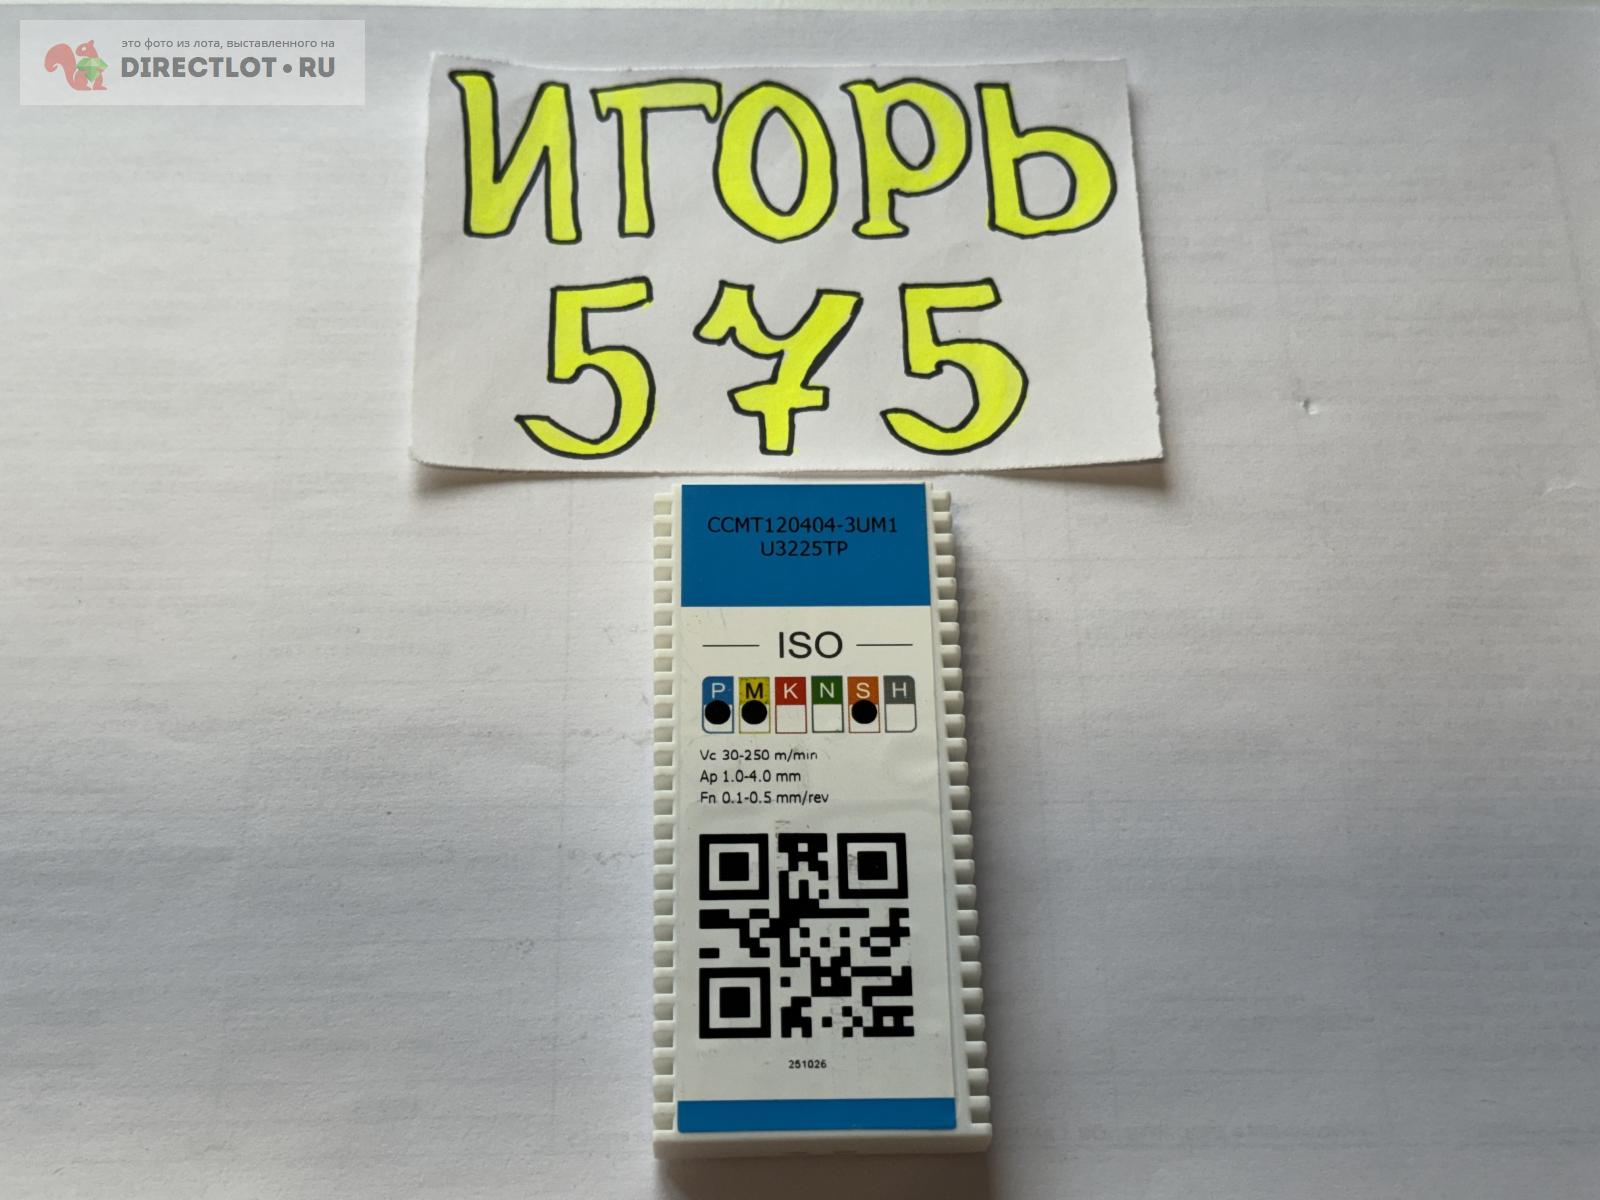 это фото из лота, выставленного на
DIRECTLOT•RU
ИГОРЬ
575
CCMT120404-3UM1
U3225TP
ISO
P M K N S H
Vc 30-250 m/min
Ap 1.0-4.0 mm
Fn 0.1-0.5 mm/rev
251026